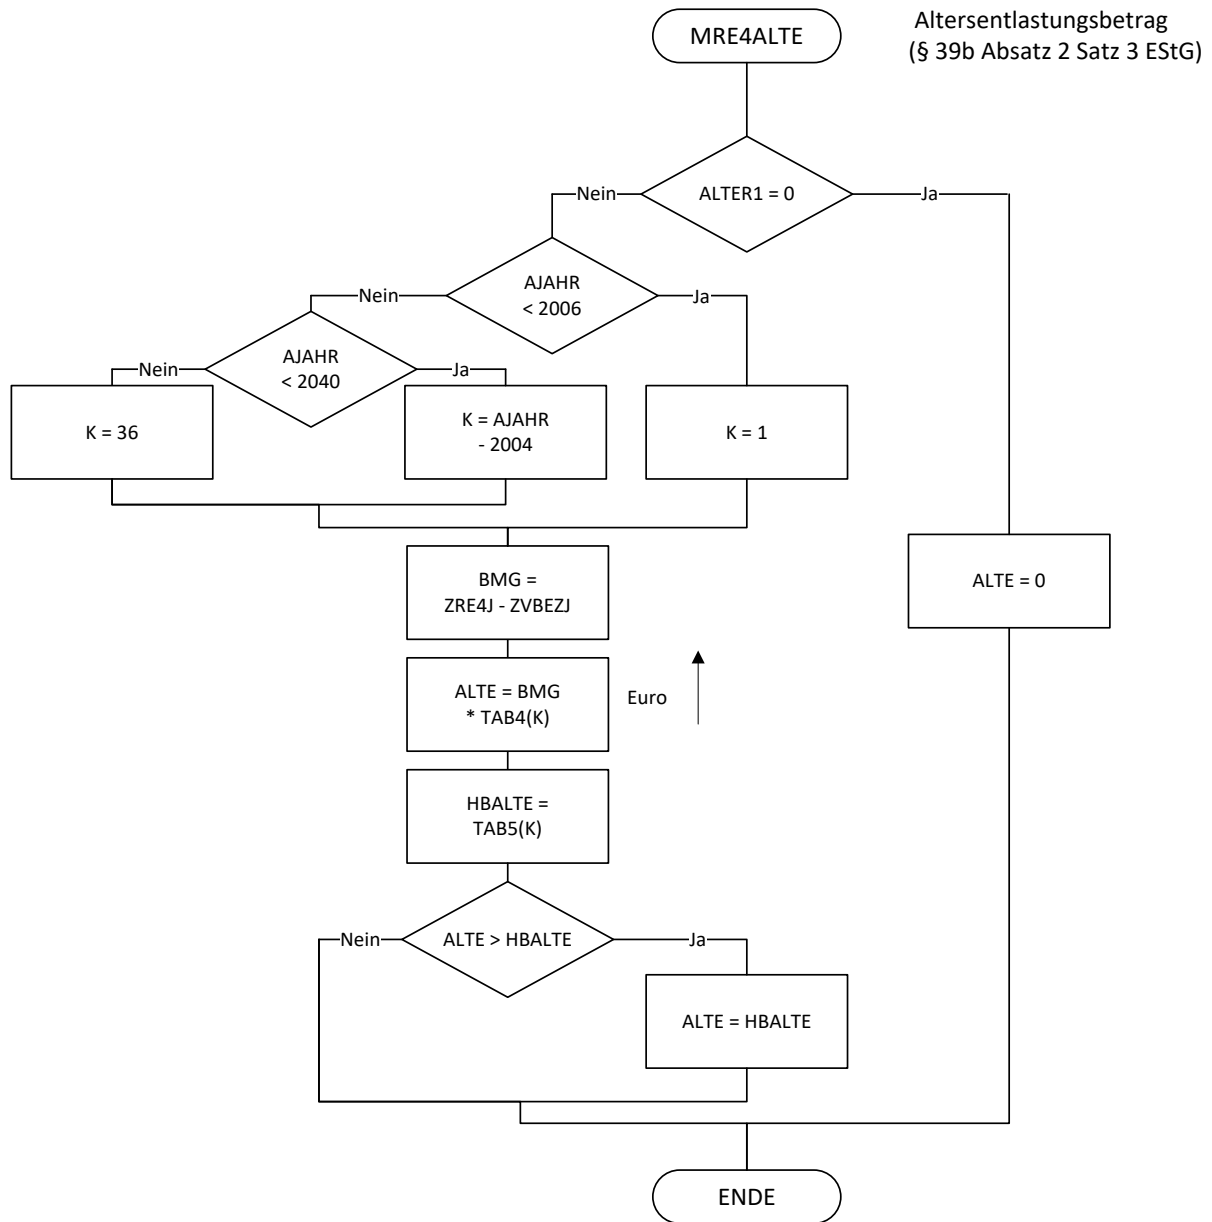 MRE4ALTE
Altersentlastungsbetrag
(§ 39b Absatz 2 Satz 3 EStG)
ALTER1 = 0
Nein
Ja
AJAHR
< 2006
Nein
Ja
AJAHR
< 2040
Nein
Ja
K = 36
K = AJAHR
- 2004
K = 1
BMG =
ZRE4J - ZVBEZJ
ALTE = 0
ALTE = BMG
* TAB4(K)
Euro
HBALTE =
TAB5(K)
ALTE > HBALTE
Nein
Ja
ALTE = HBALTE
ENDE